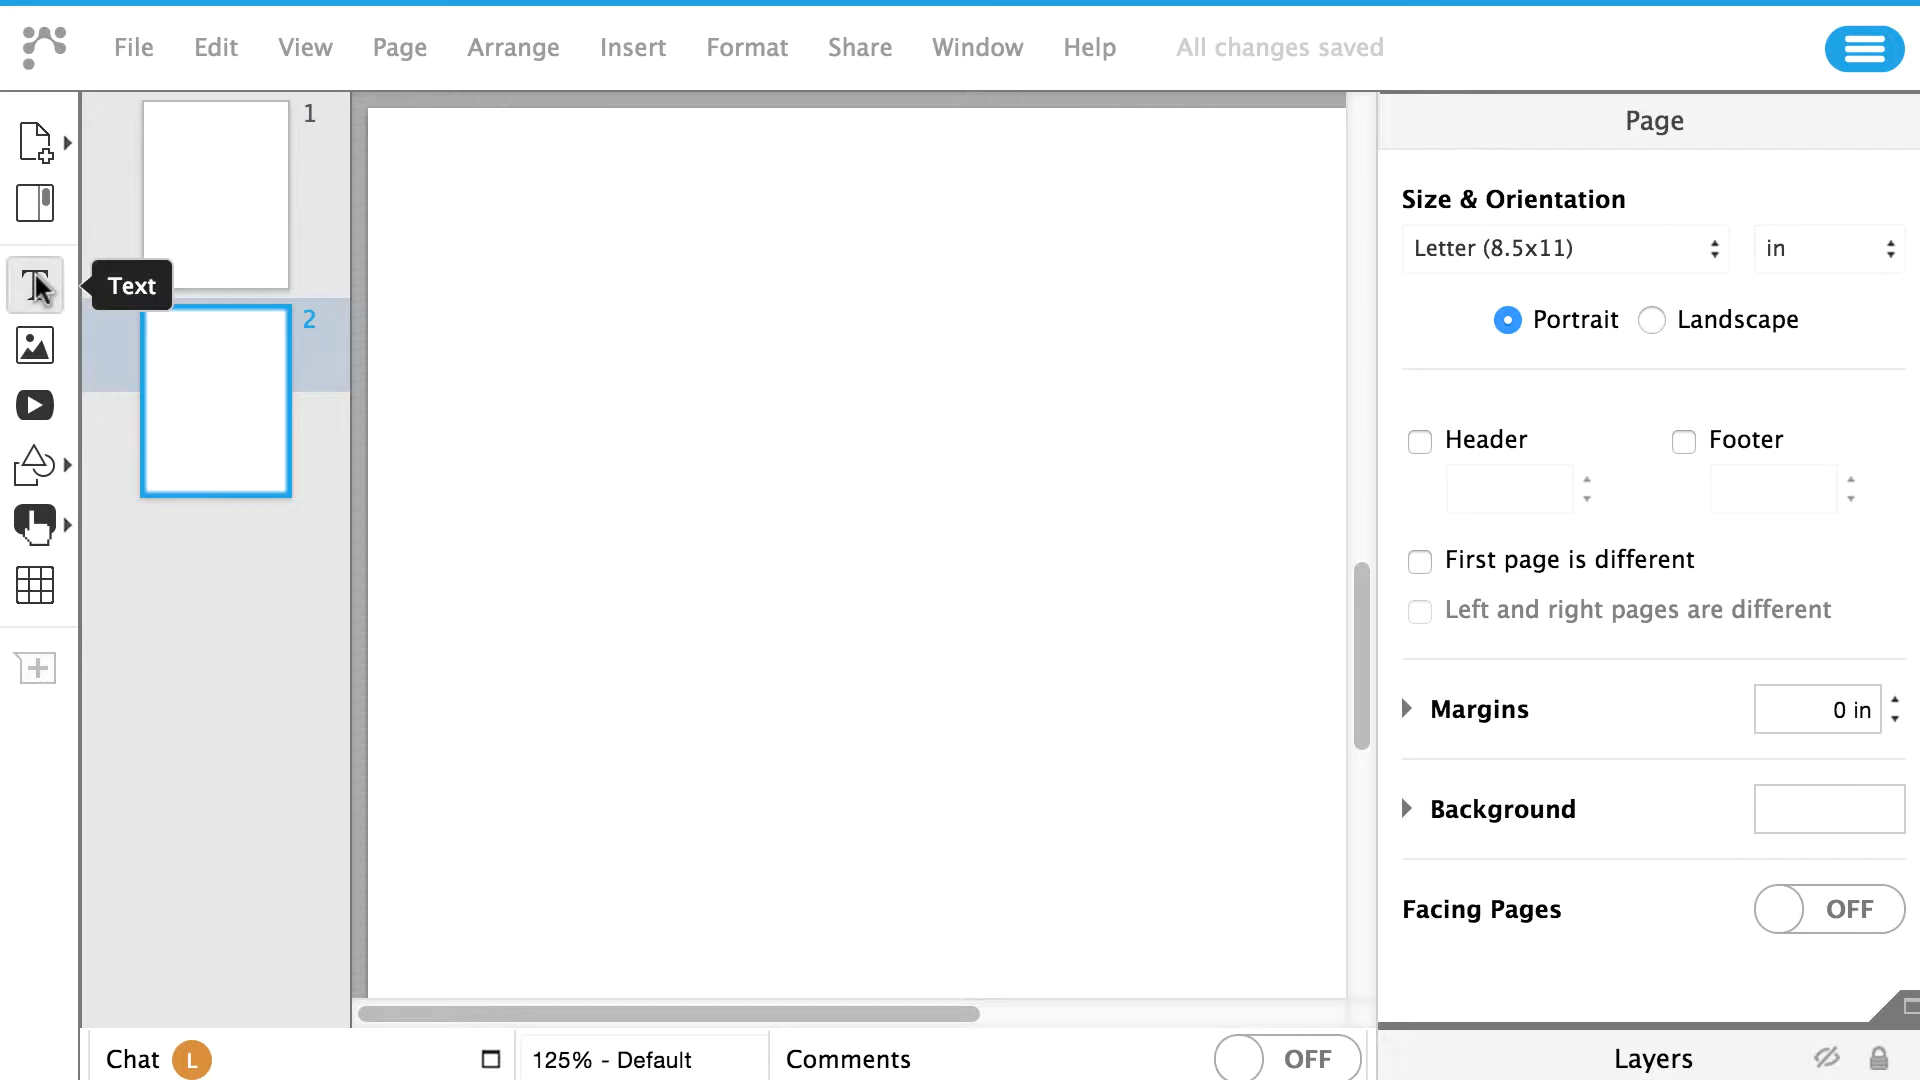 File Edit View Page Arrange Insert Format Share Window Help All changes saved
1
Text
2
Page
Size & Orientation
Letter (8.5x11) in
Portrait Landscape
Header Footer
First page is different
Left and right pages are different
Margins 0 in
Background
Facing Pages OFF
Chat L 125% - Default Comments OFF Layers